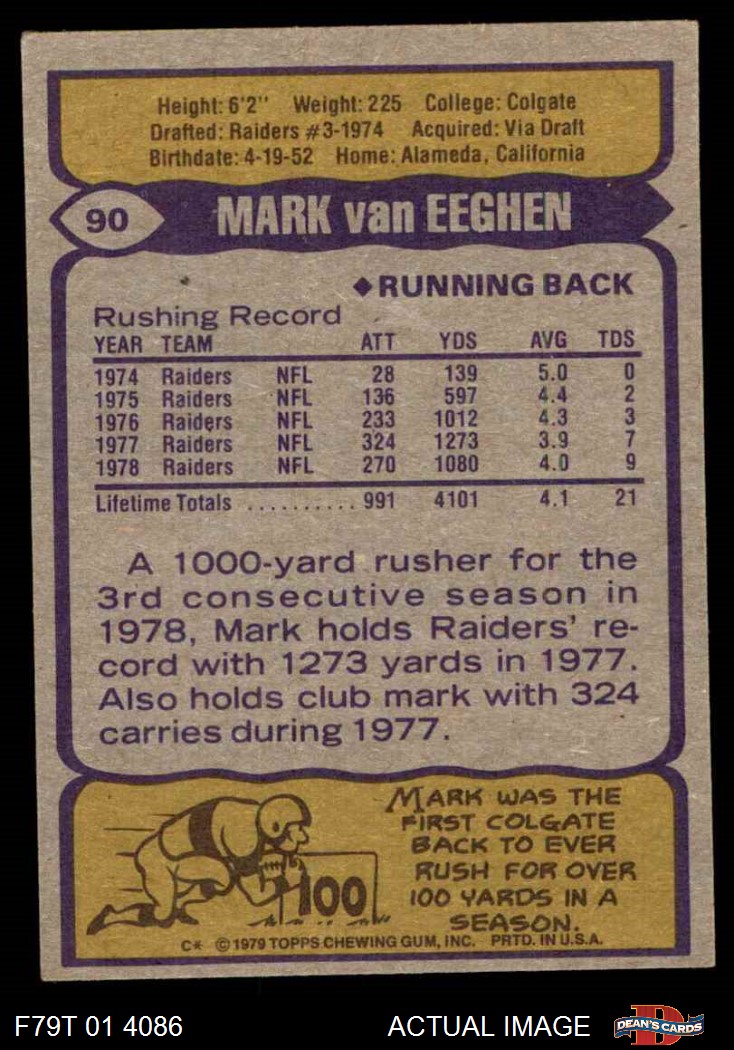 Height: 6'2" Weight: 225 College: Colgate
Drafted: Raiders #3-1974 Acquired: Via Draft
Birthdate: 4-19-52 Home: Alameda, California
90 MARK van EEGHEN
◆RUNNING BACK
Rushing Record
YEAR TEAM ATT YDS AVG TDS
1974 Raiders NFL 28 139 5.0 0
1975 Raiders NFL 136 597 4.4 2
1976 Raiders NFL 233 1012 4.3 3
1977 Raiders NFL 324 1273 3.9 7
1978 Raiders NFL 270 1080 4.0 9
Lifetime Totals .......... 991 4101 4.1 21
A 1000-yard rusher for the
3rd consecutive season in
1978, Mark holds Raiders' re-
cord with 1273 yards in 1977.
Also holds club mark with 324
carries during 1977.
MARK WAS THE
FIRST COLGATE
BACK TO EVER
RUSH FOR OVER
100 YARDS IN A
SEASON.
100
C* © 1979 TOPPS CHEWING GUM, INC. PRTD. IN U.S.A.
F79T 01 4086 ACTUAL IMAGE D DEAN'S CARDS